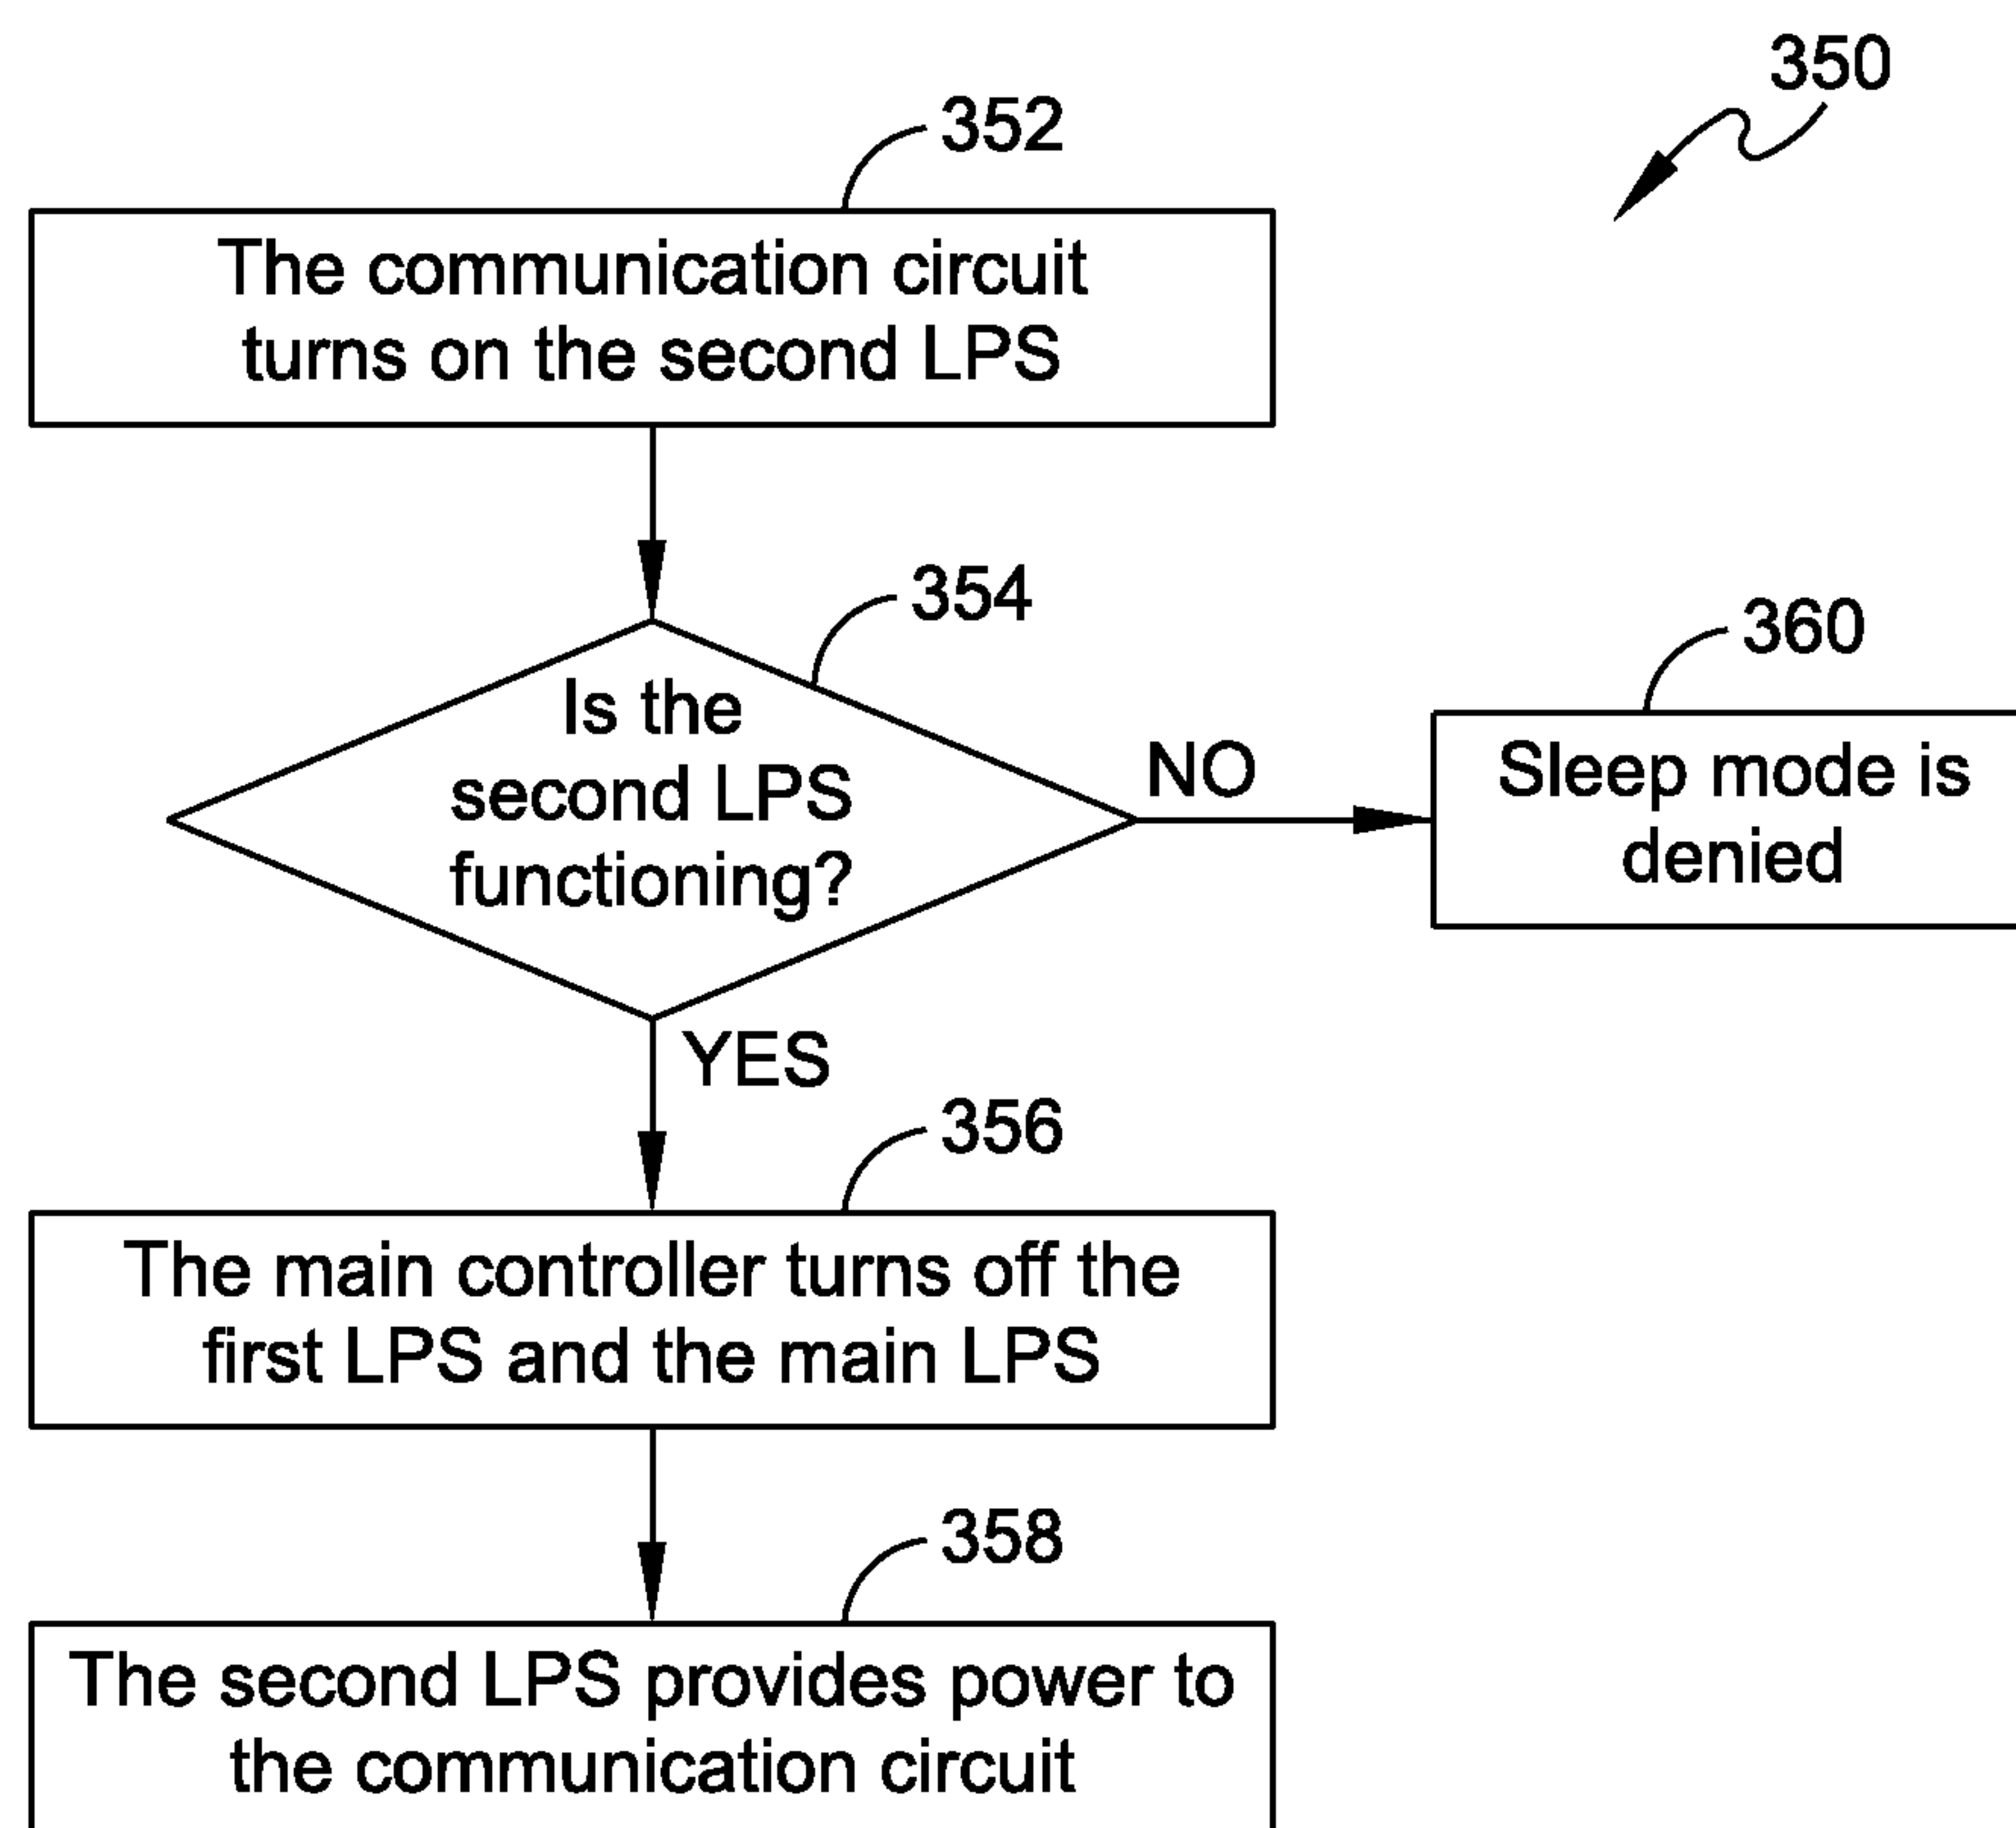 350
352
The communication circuit
turns on the second LPS
354
Is the
second LPS
functioning?
NO
360
Sleep mode is
denied
YES
356
The main controller turns off the
first LPS and the main LPS
358
The second LPS provides power to
the communication circuit